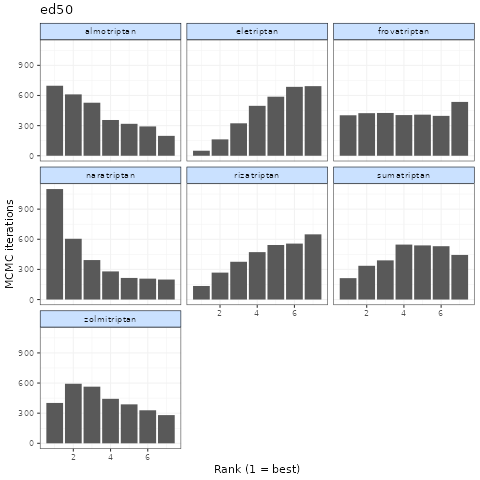 ed50
almotriptan eletriptan frovatriptan
900
600
300
0
naratriptan rizatriptan sumatriptan
900
600
300
0
2 4 6 2 4 6
zolmitriptan
900
600
300
0
2 4 6
MCMC iterations
Rank (1 = best)